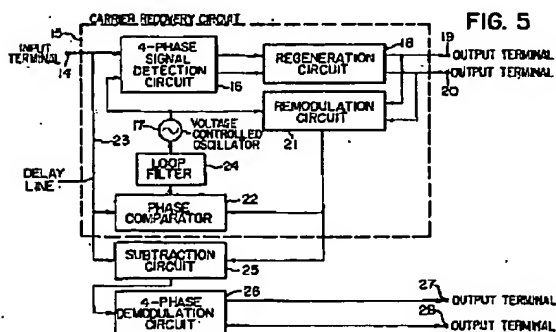 CARRIER RECOVERY CIRCUIT
FIG. 5
15
INPUT
TERMINAL
14
4-PHASE
SIGNAL
DETECTION
CIRCUIT
16
REGENERATION
CIRCUIT
18
19
OUTPUT TERMINAL
OUTPUT TERMINAL
20
REMODULATION
CIRCUIT
21
17
VOLTAGE
CONTROLLED
OSCILLATOR
23
LOOP
FILTER
24
DELAY
LINE
PHASE
COMPARATOR
22
SUBTRACTION
CIRCUIT
25
4-PHASE
DEMODULATION
CIRCUIT
26
27
OUTPUT TERMINAL
28
OUTPUT TERMINAL